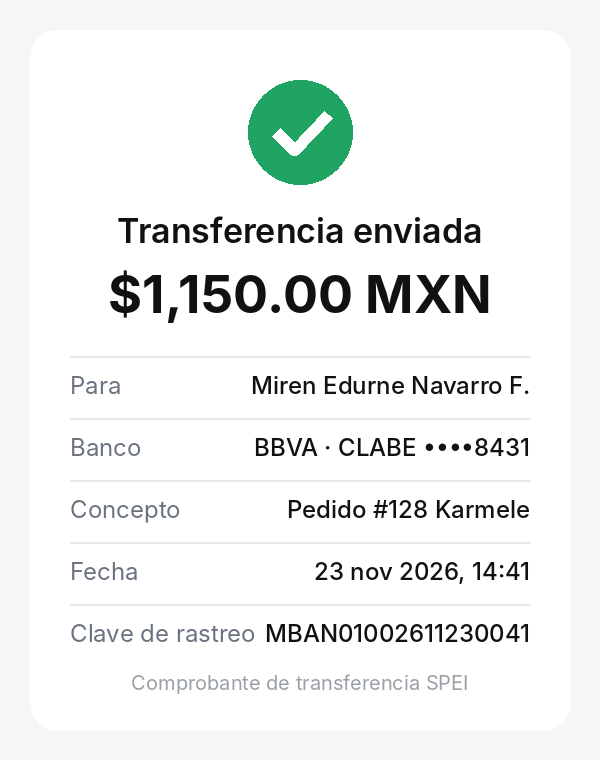 Transferencia enviada
$1,150.00 MXN
Para Miren Edurne Navarro F.
Banco BBVA · CLABE ••••8431
Concepto Pedido #128 Karmele
Fecha 23 nov 2026, 14:41
Clave de rastreo MBAN01002611230041
Comprobante de transferencia SPEI